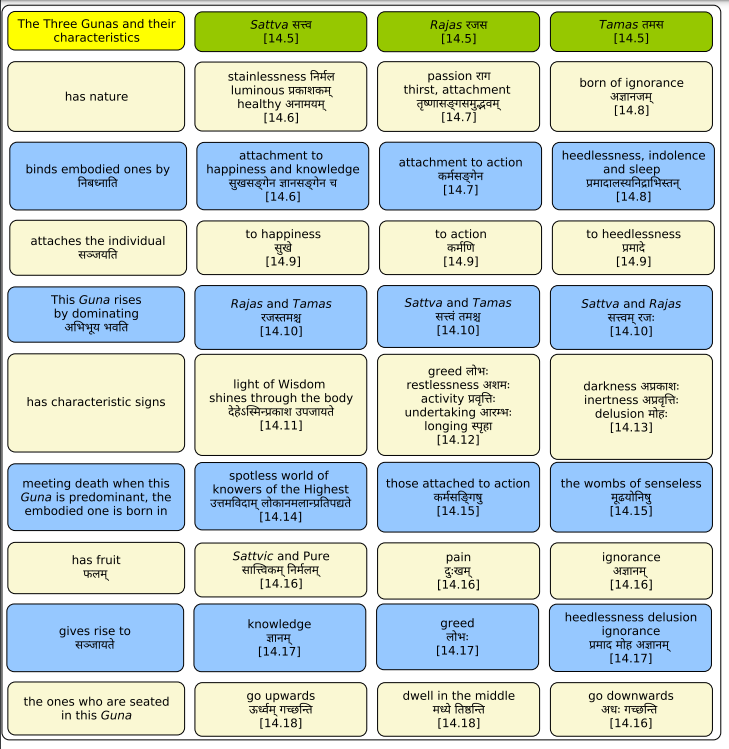 The Three Gunas and their
characteristics
Sattva सत्त्व
[14.5]
Rajas रजस
[14.5]
Tamas तमस
[14.5]
has nature
stainlessness निर्मल
luminous प्रकाशकम्
healthy अनामयम्
[14.6]
passion राग
thirst, attachment
तृष्णासङ्गसमुद्भवम्
[14.7]
born of ignorance
अज्ञानजम्
[14.8]
binds embodied ones by
निबध्नाति
attachment to
happiness and knowledge
सुखसङ्गेन ज्ञानसङ्गेन च
[14.6]
attachment to action
कर्मसङ्गेन
[14.7]
heedlessness, indolence
and sleep
प्रमादालस्यनिद्राभिस्तन्
[14.8]
attaches the individual
सञ्जयति
to happiness
सुखे
[14.9]
to action
कर्मणि
[14.9]
to heedlessness
प्रमादे
[14.9]
This Guna rises
by dominating
अभिभूय भवति
Rajas and Tamas
रजस्तमश्च
[14.10]
Sattva and Tamas
सत्त्वं तमश्च
[14.10]
Sattva and Rajas
सत्त्वम् रजः
[14.10]
has characteristic signs
light of Wisdom
shines through the body
देहेऽस्मिन्प्रकाश उपजायते
[14.11]
greed लोभः
restlessness अशमः
activity प्रवृत्तिः
undertaking आरम्भः
longing स्पृहा
[14.12]
darkness अप्रकाशः
inertness अप्रवृत्तिः
delusion मोहः
[14.13]
meeting death when this
Guna is predominant, the
embodied one is born in
spotless world of
knowers of the Highest
उत्तमविदाम् लोकानमलान्प्रतिपद्यते
[14.14]
those attached to action
कर्मसङ्गिषु
[14.15]
the wombs of senseless
मूढयोनिषु
[14.15]
has fruit
फलम्
Sattvic and Pure
सात्त्विकम् निर्मलम्
[14.16]
pain
दुःखम्
[14.16]
ignorance
अज्ञानम्
[14.16]
gives rise to
सञ्जायते
knowledge
ज्ञानम्
[14.17]
greed
लोभः
[14.17]
heedlessness delusion
ignorance
प्रमाद मोह अज्ञानम्
[14.17]
the ones who are seated
in this Guna
go upwards
ऊर्ध्वम् गच्छन्ति
[14.18]
dwell in the middle
मध्ये तिष्ठन्ति
[14.18]
go downwards
अधः गच्छन्ति
[14.16]